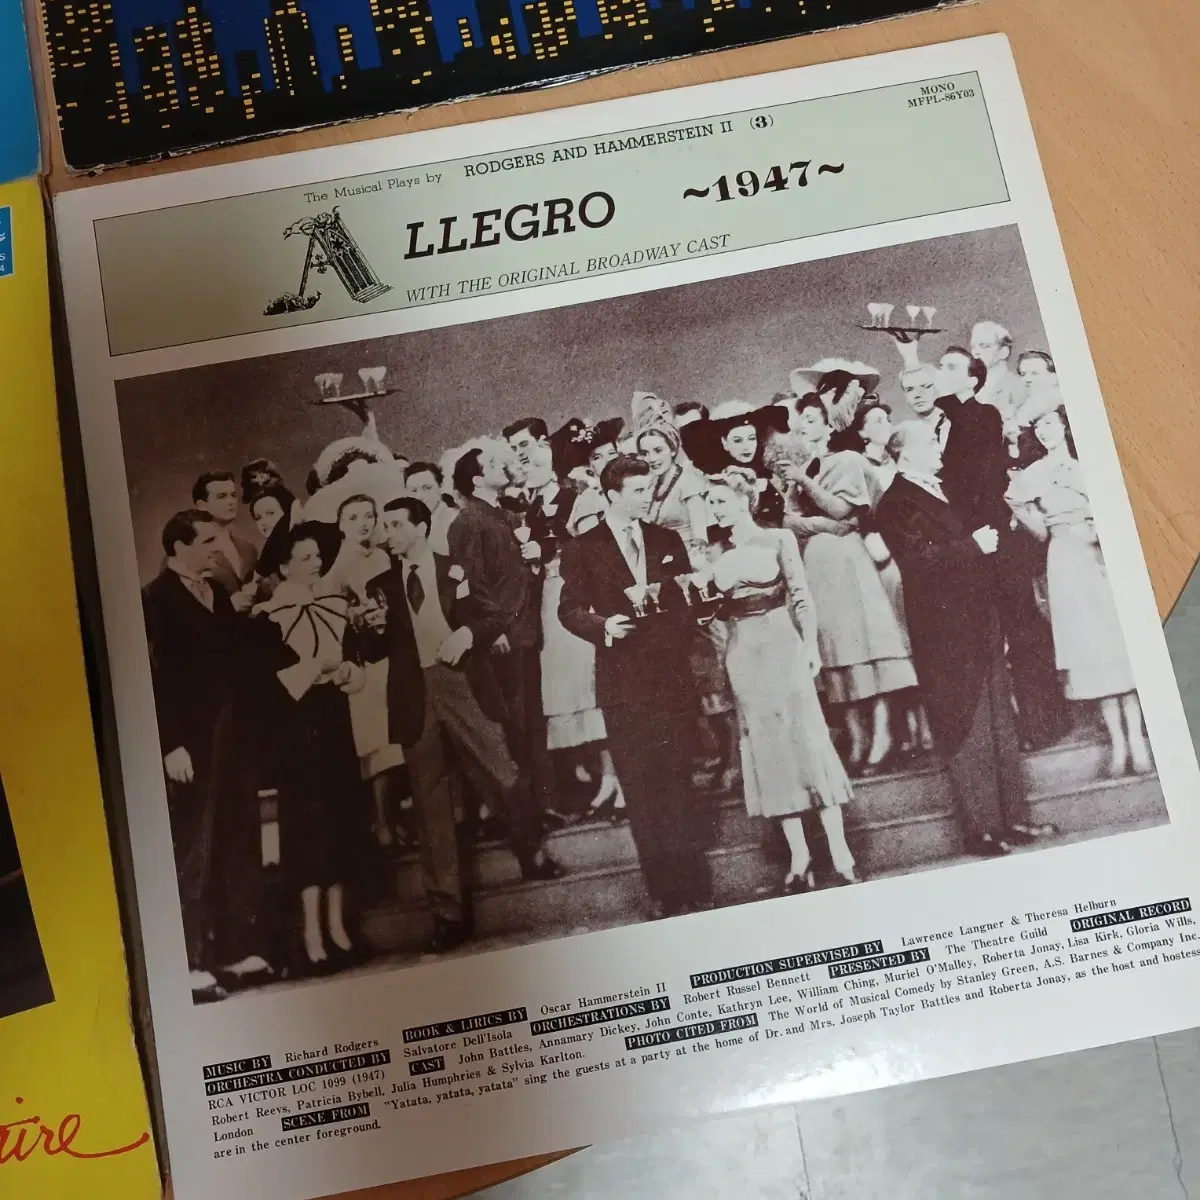 MONO
MFPL-86Y03
The Musical Plays by RODGERS AND HAMMERSTEIN II (3)
ALLEGRO ~1947~
WITH THE ORIGINAL BROADWAY CAST
MUSIC BY Richard Rodgers BOOK & LIRICS BY Oscar Hammerstein II PRODUCTION SUPERVISED BY Lawrence Langner & Theresa Helburn
ORCHESTRA CONDUCTED BY Salvatore Dell'Isola ORCHESTRATIONS BY Robert Russel Bennett PRESENTED BY The Theatre Guild ORIGINAL RECORD
RCA VICTOR LOC 1099 (1947) CAST John Battles, Annamary Dickey, John Conte, Kathryn Lee, William Ching, Muriel O'Malley, Roberta Jonay, Lisa Kirk, Gloria Wills,
Robert Reevs, Patricia Bybell, Julia Humphries & Sylvia Karlton. PHOTO CITED FROM The World of Musical Comedy by Stanley Green, A.S. Barnes & Company Inc.
London SCENE FROM "Yatata, yatata, yatata" sing the guests at a party at the home of Dr. and Mrs. Joseph Taylor Battles and Roberta Jonay, as the host and hostess
are in the center foreground.